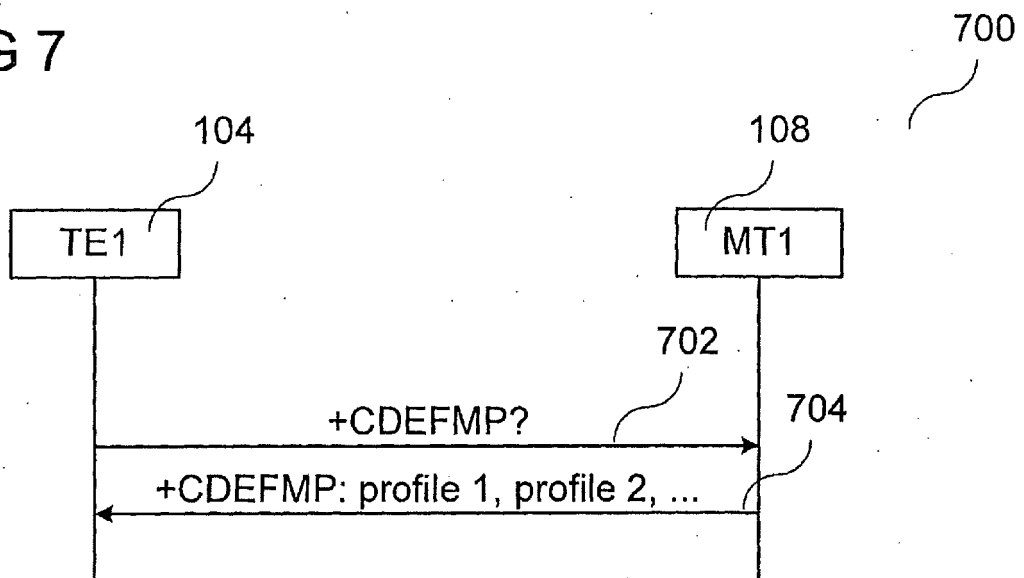 G 7
700
104
108
TE1
MT1
702
+CDEFMP?
704
+CDEFMP: profile 1, profile 2, ...